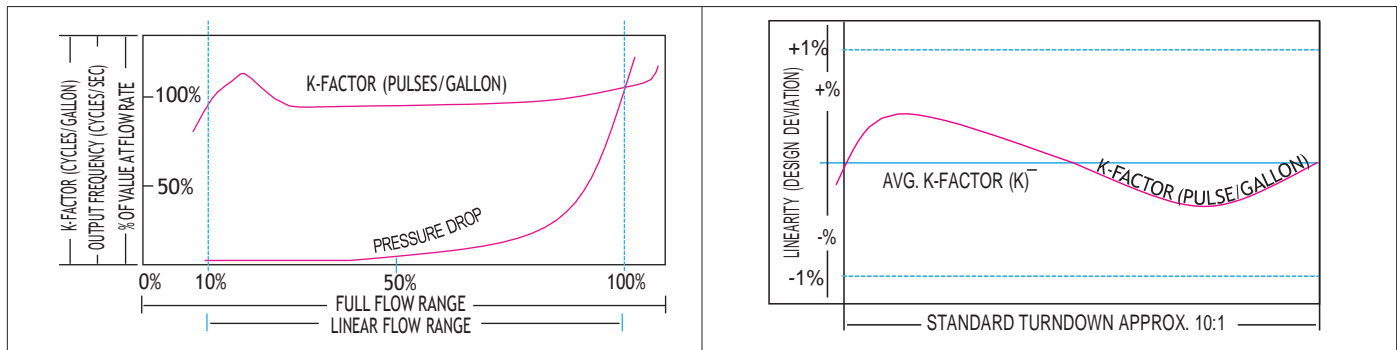 K-FACTOR (CYCLES/GALLON)
OUTPUT FREQUENCY (CYCLES/SEC)
% OF VALUE AT FLOWRATE
100%
50%
K-FACTOR (PULSES/GALLON)
PRESSURE DROP
0%
10%
50%
100%
FULL FLOW RANGE
LINEAR FLOW RANGE
LINEARITY (DESIGN DEVIATION)
+1%
+%
-%
-1%
AVG. K-FACTOR (K)¯
K-FACTOR (PULSE/GALLON)
STANDARD TURNDOWN APPROX. 10:1